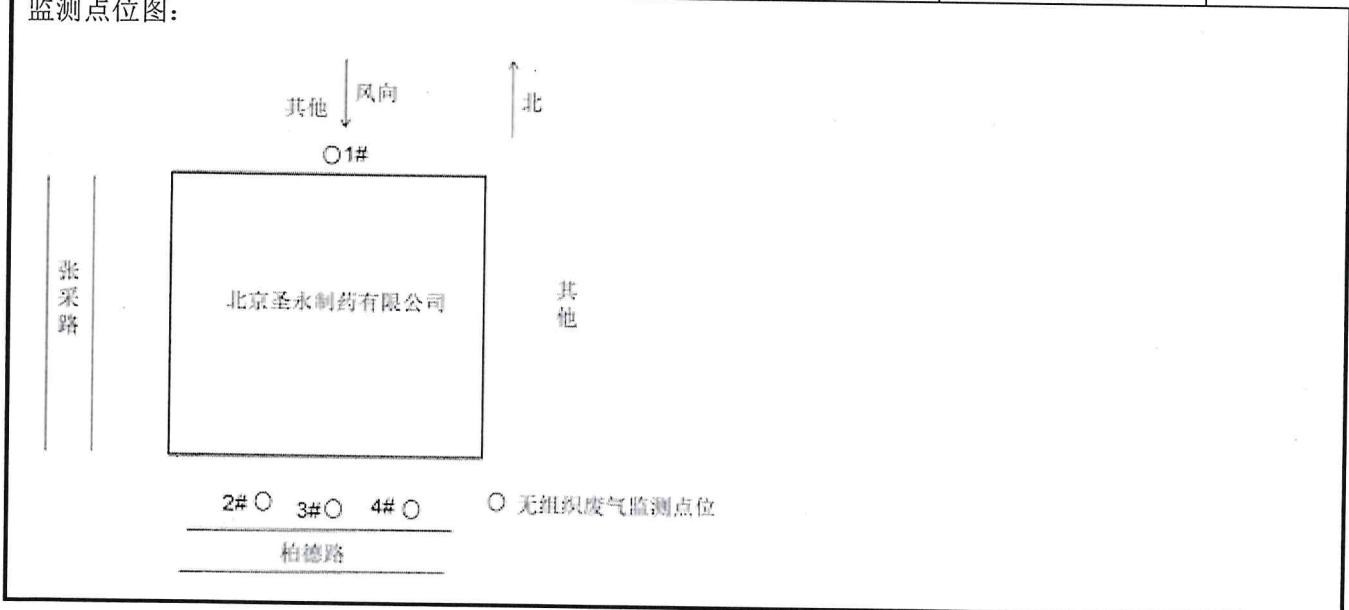 监测点位图：
其他
风向
北
○1#
张采路
北京圣永制药有限公司
其他
2#○ 3#○ 4#○
○ 无组织废气监测点位
柏德路